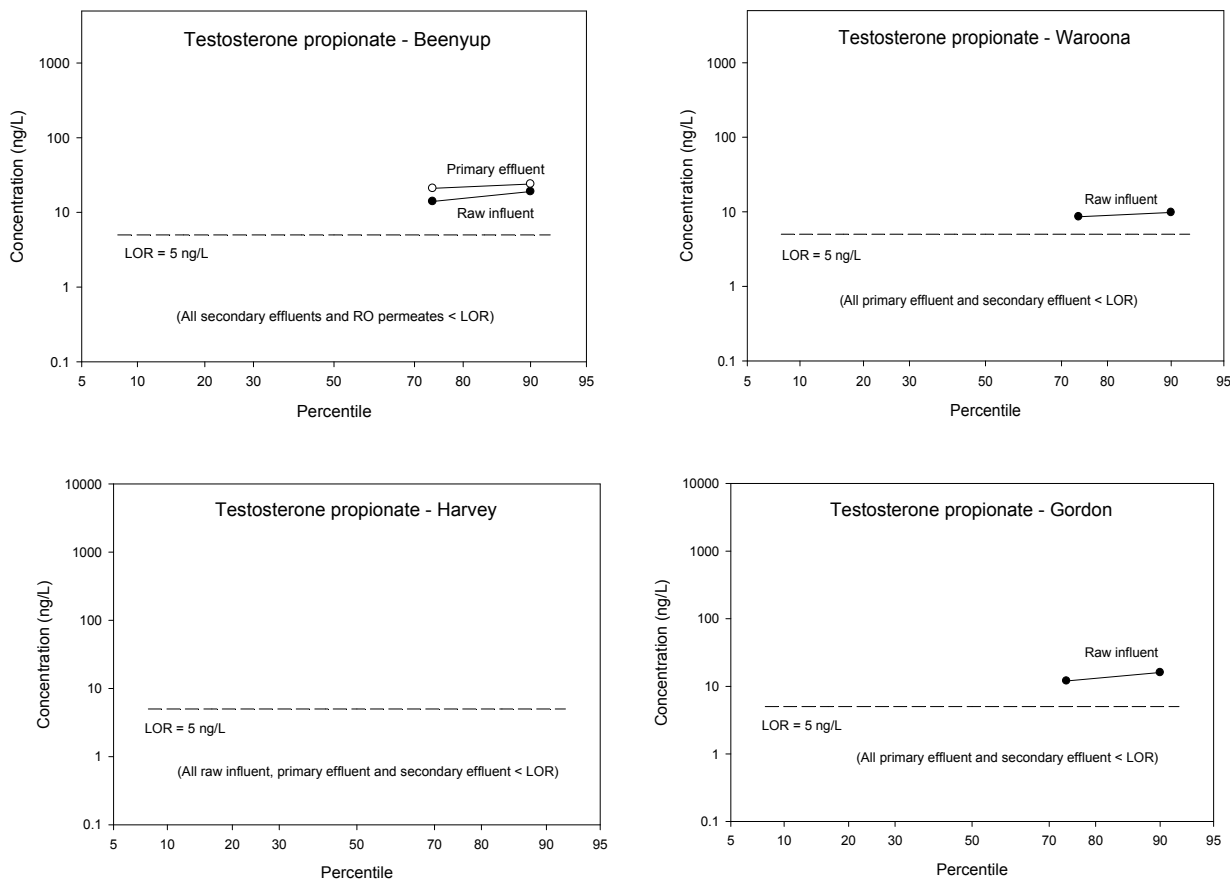 Testosterone propionate - Beenyup
Concentration (ng/L)
1000
100
10
1
0.1
Primary effluent
Raw influent
LOR = 5 ng/L
(All secondary effluents and RO permeates < LOR)
5 10 20 30 50 70 80 90 95
Percentile
Testosterone propionate - Waroona
Concentration (ng/L)
1000
100
10
1
0.1
Raw influent
LOR = 5 ng/L
(All primary effluent and secondary effluent < LOR)
5 10 20 30 50 70 80 90 95
Percentile
Testosterone propionate - Harvey
Concentration (ng/L)
10000
1000
100
10
1
0.1
LOR = 5 ng/L
(All raw influent, primary effluent and secondary effluent < LOR)
5 10 20 30 50 70 80 90 95
Percentile
Testosterone propionate - Gordon
Concentration (ng/L)
10000
1000
100
10
1
0.1
Raw influent
LOR = 5 ng/L
(All primary effluent and secondary effluent < LOR)
5 10 20 30 50 70 80 90 95
Percentile